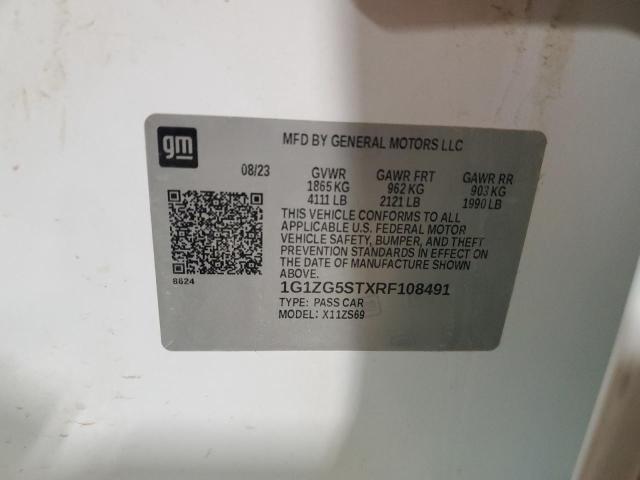 gm
MFD BY GENERAL MOTORS LLC
08/23 GVWR GAWR FRT GAWR RR
1865 KG 962 KG 903 KG
4111 LB 2121 LB 1990 LB
THIS VEHICLE CONFORMS TO ALL
APPLICABLE U.S. FEDERAL MOTOR
VEHICLE SAFETY, BUMPER, AND THEFT
PREVENTION STANDARDS IN EFFECT ON
THE DATE OF MANUFACTURE SHOWN
ABOVE.
8624
1G1ZG5STXRF108491
TYPE: PASS CAR
MODEL: X11ZS69